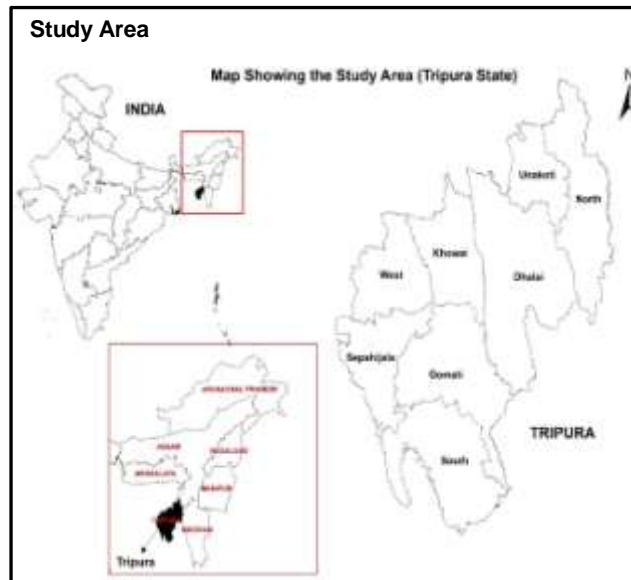 Study Area
Map Showing the Study Area (Tripura State)
N
INDIA
Unakoti
North
Khowai
West
Dhalai
Sepahijala
Gomati
TRIPURA
South
ARUNACHAL PRADESH
ASSAM
NAGALAND
MEGHALAYA
MANIPUR
MIZORAM
Tripura